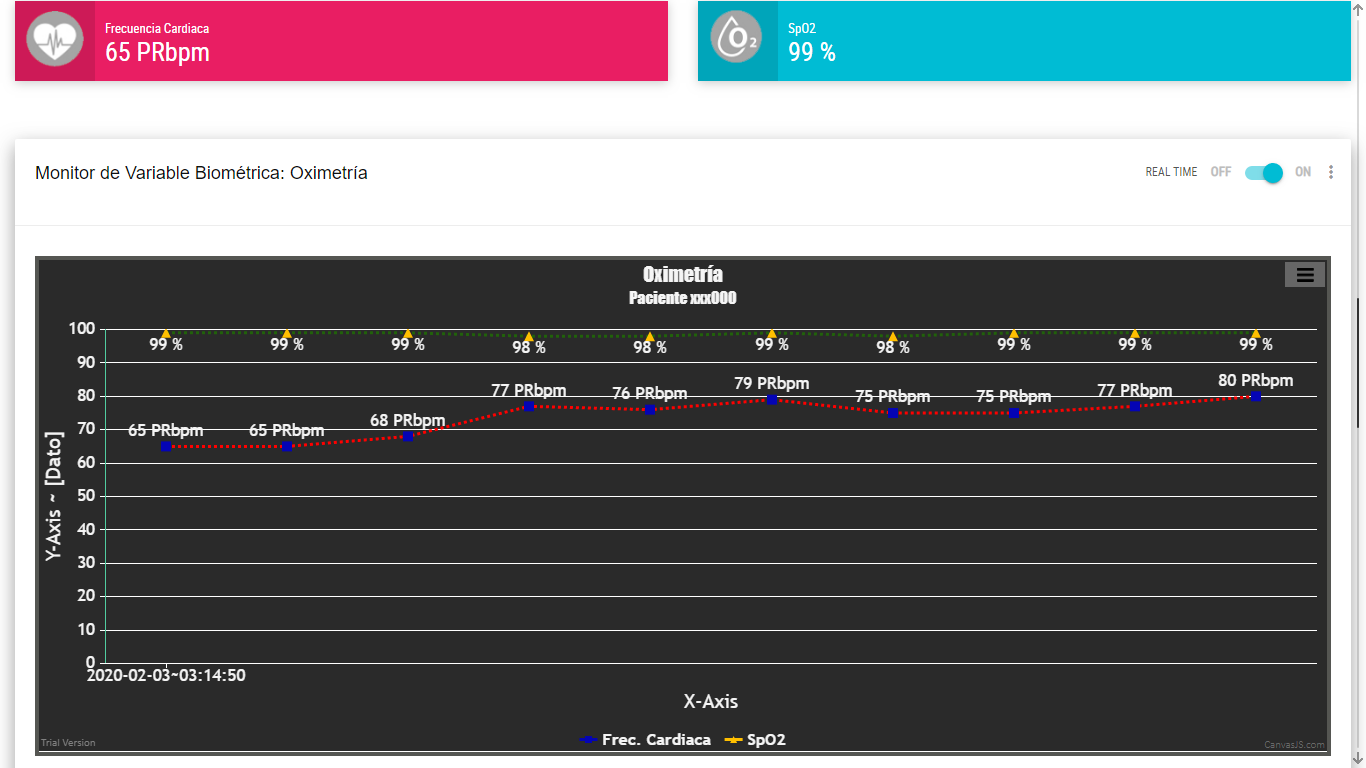 Frecuencia Cardiaca
65 PRbpm
SpO2
99 %
O2
Monitor de Variable Biométrica: Oximetría
REAL TIME OFF ON
Oximetría
Paciente xxx000
100
90
80
70
60
50
40
30
20
10
0
Y-Axis ~ [Dato]
99 % 99 % 99 % 98 % 98 % 99 % 98 % 99 % 99 % 99 %
65 PRbpm 65 PRbpm 68 PRbpm 77 PRbpm 76 PRbpm 79 PRbpm 75 PRbpm 75 PRbpm 77 PRbpm 80 PRbpm
2020-02-03~03:14:50
X-Axis
Frec. Cardiaca SpO2
Trial Version
CanvasJS.com